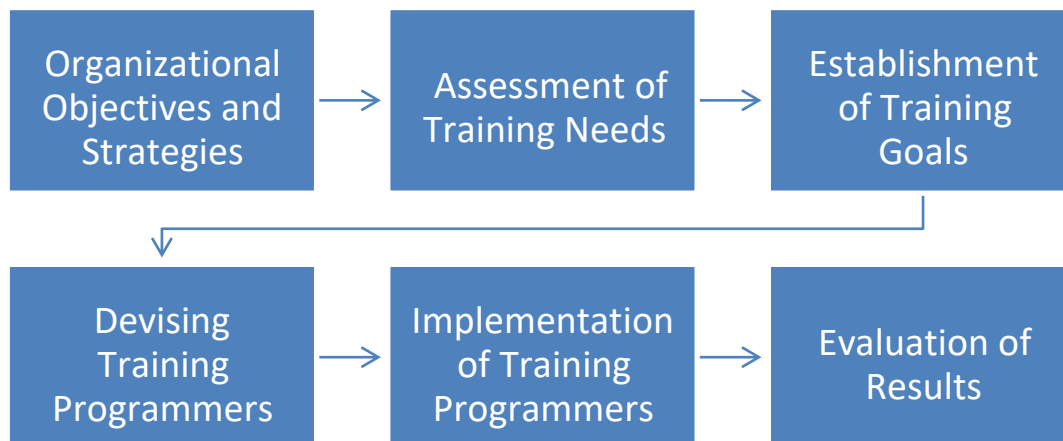 Organizational
Objectives and
Strategies
Assessment of
Training Needs
Establishment
of Training
Goals
Devising
Training
Programmers
Implementation
of Training
Programmers
Evaluation of
Results